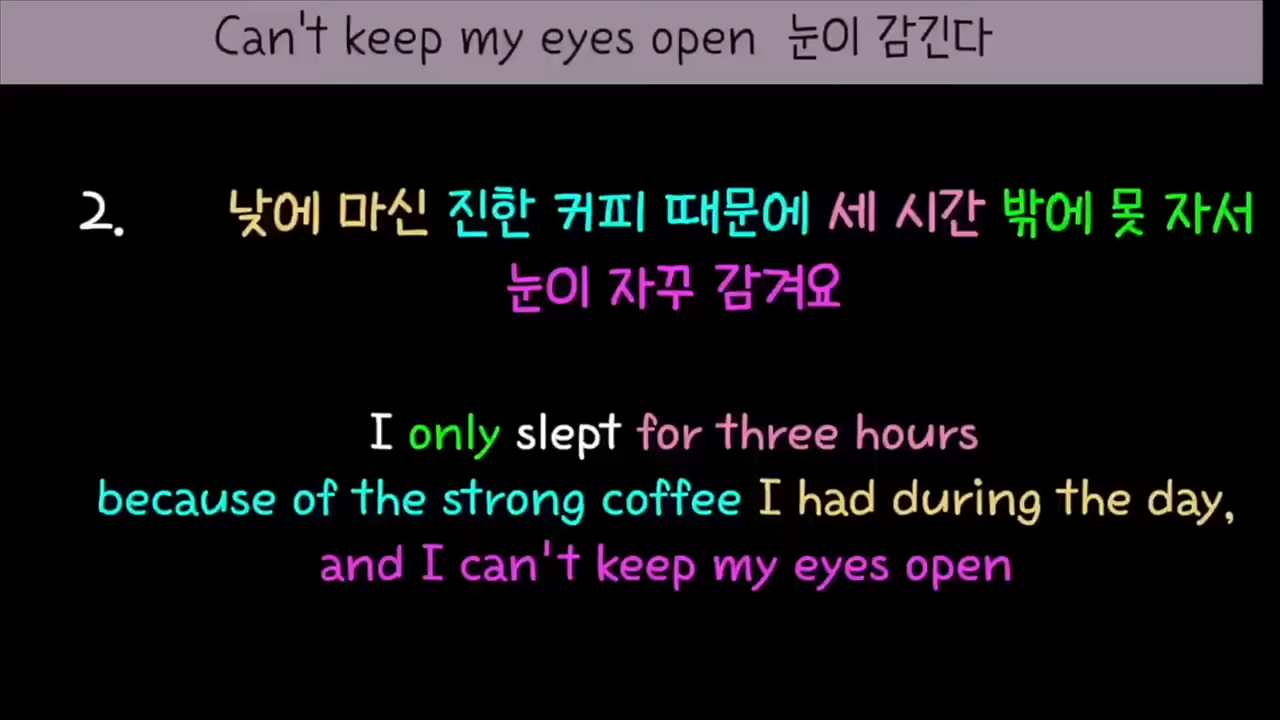 Can't keep my eyes open 눈이 감긴다
2. 낮에 마신 진한 커피 때문에 세 시간 밖에 못 자서
눈이 자꾸 감겨요
I only slept for three hours
because of the strong coffee I had during the day,
and I can't keep my eyes open